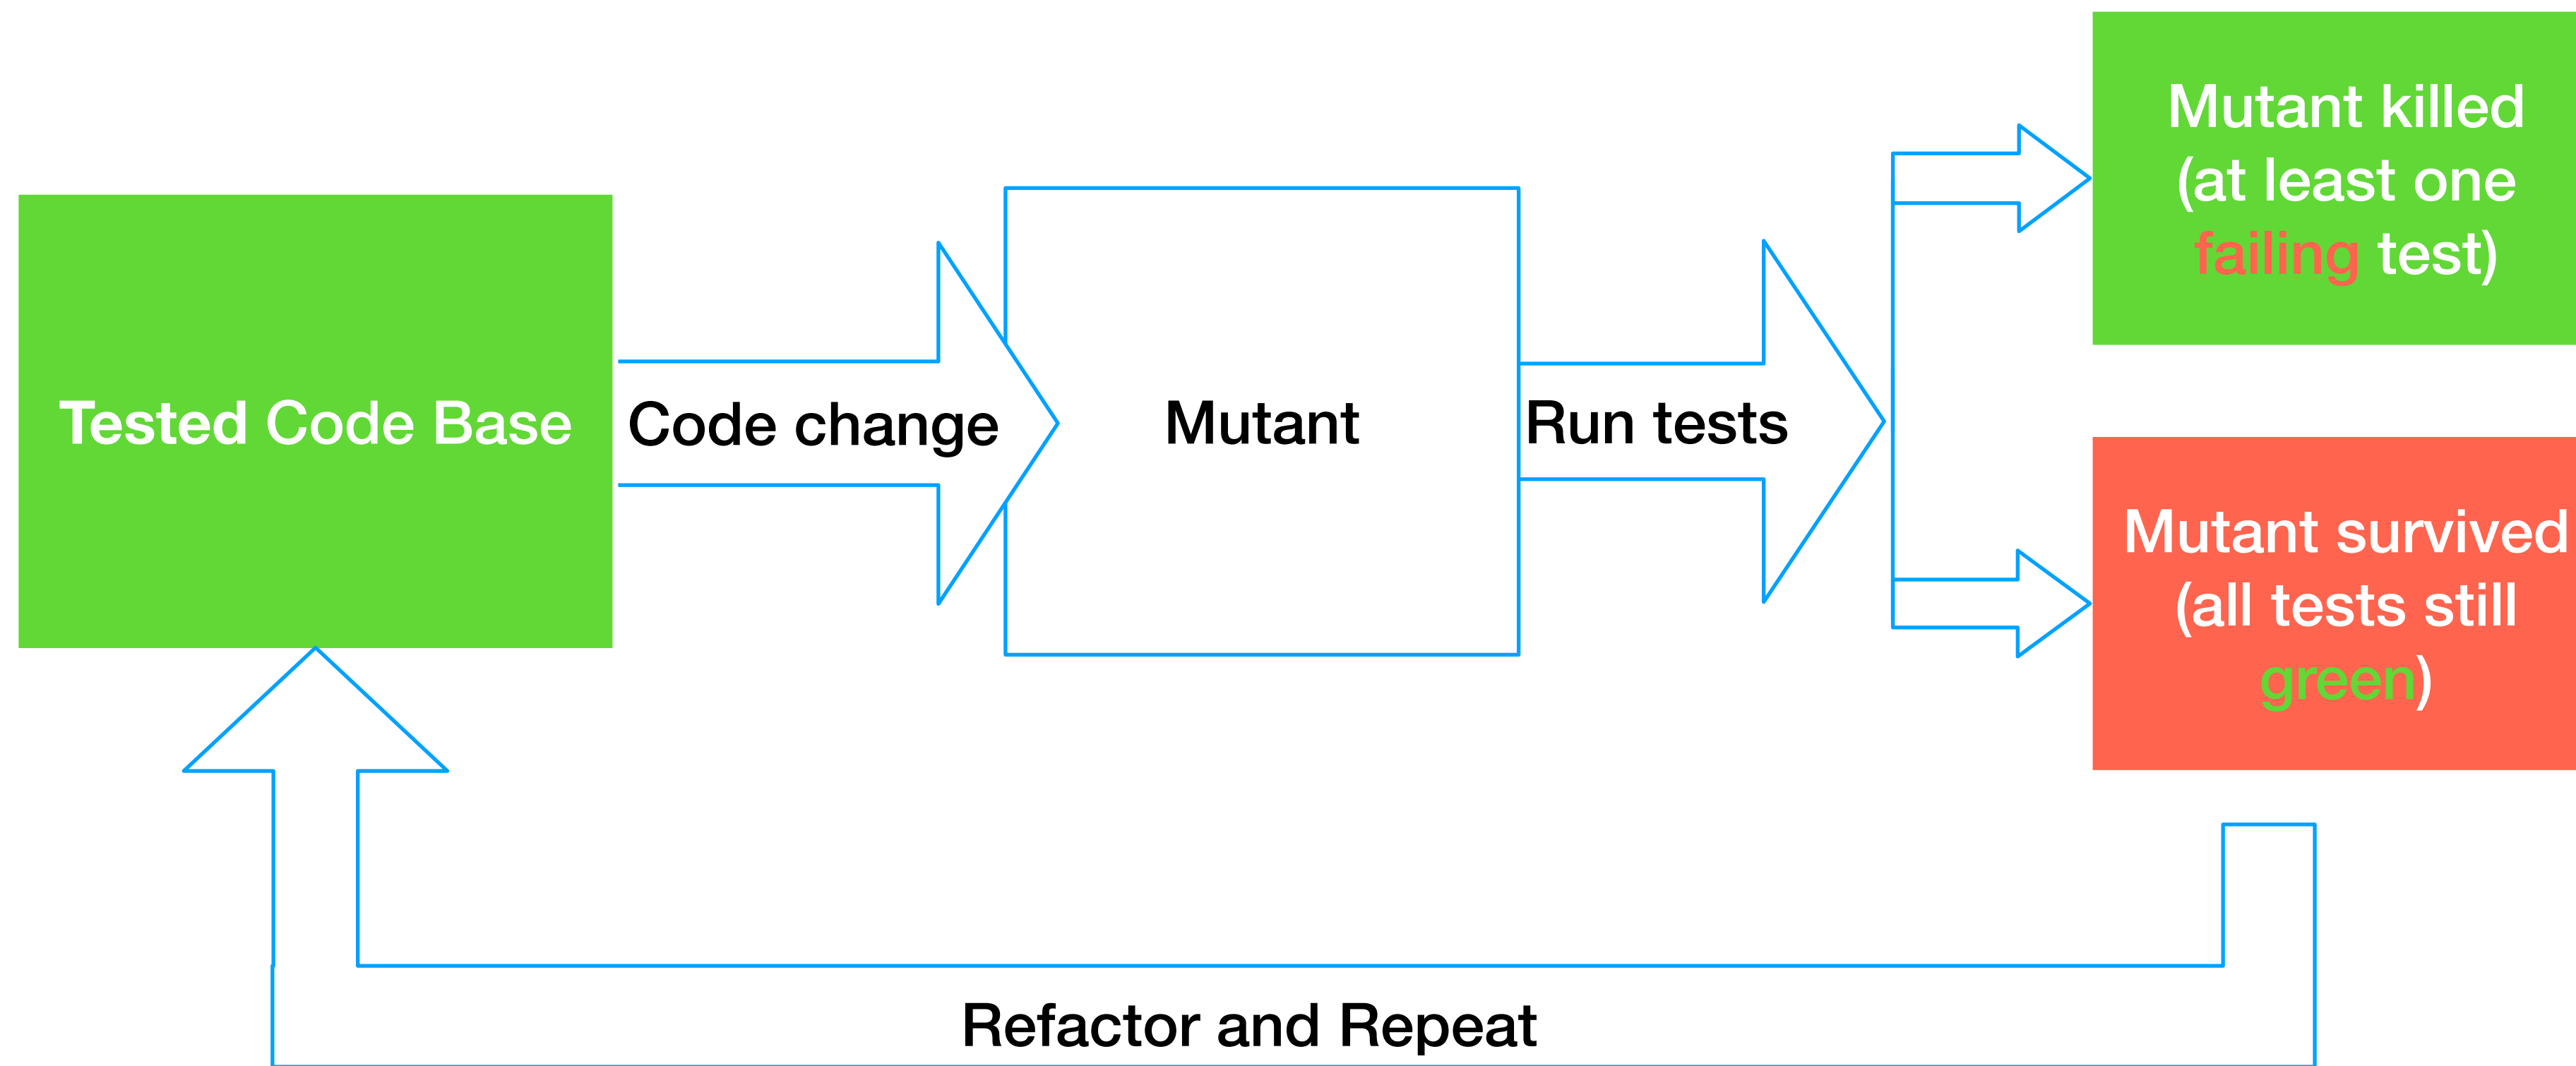 Tested Code Base
Code change
Mutant
Run tests
Mutant killed
(at least one
failing test)
Mutant survived
(all tests still
green)
Refactor and Repeat